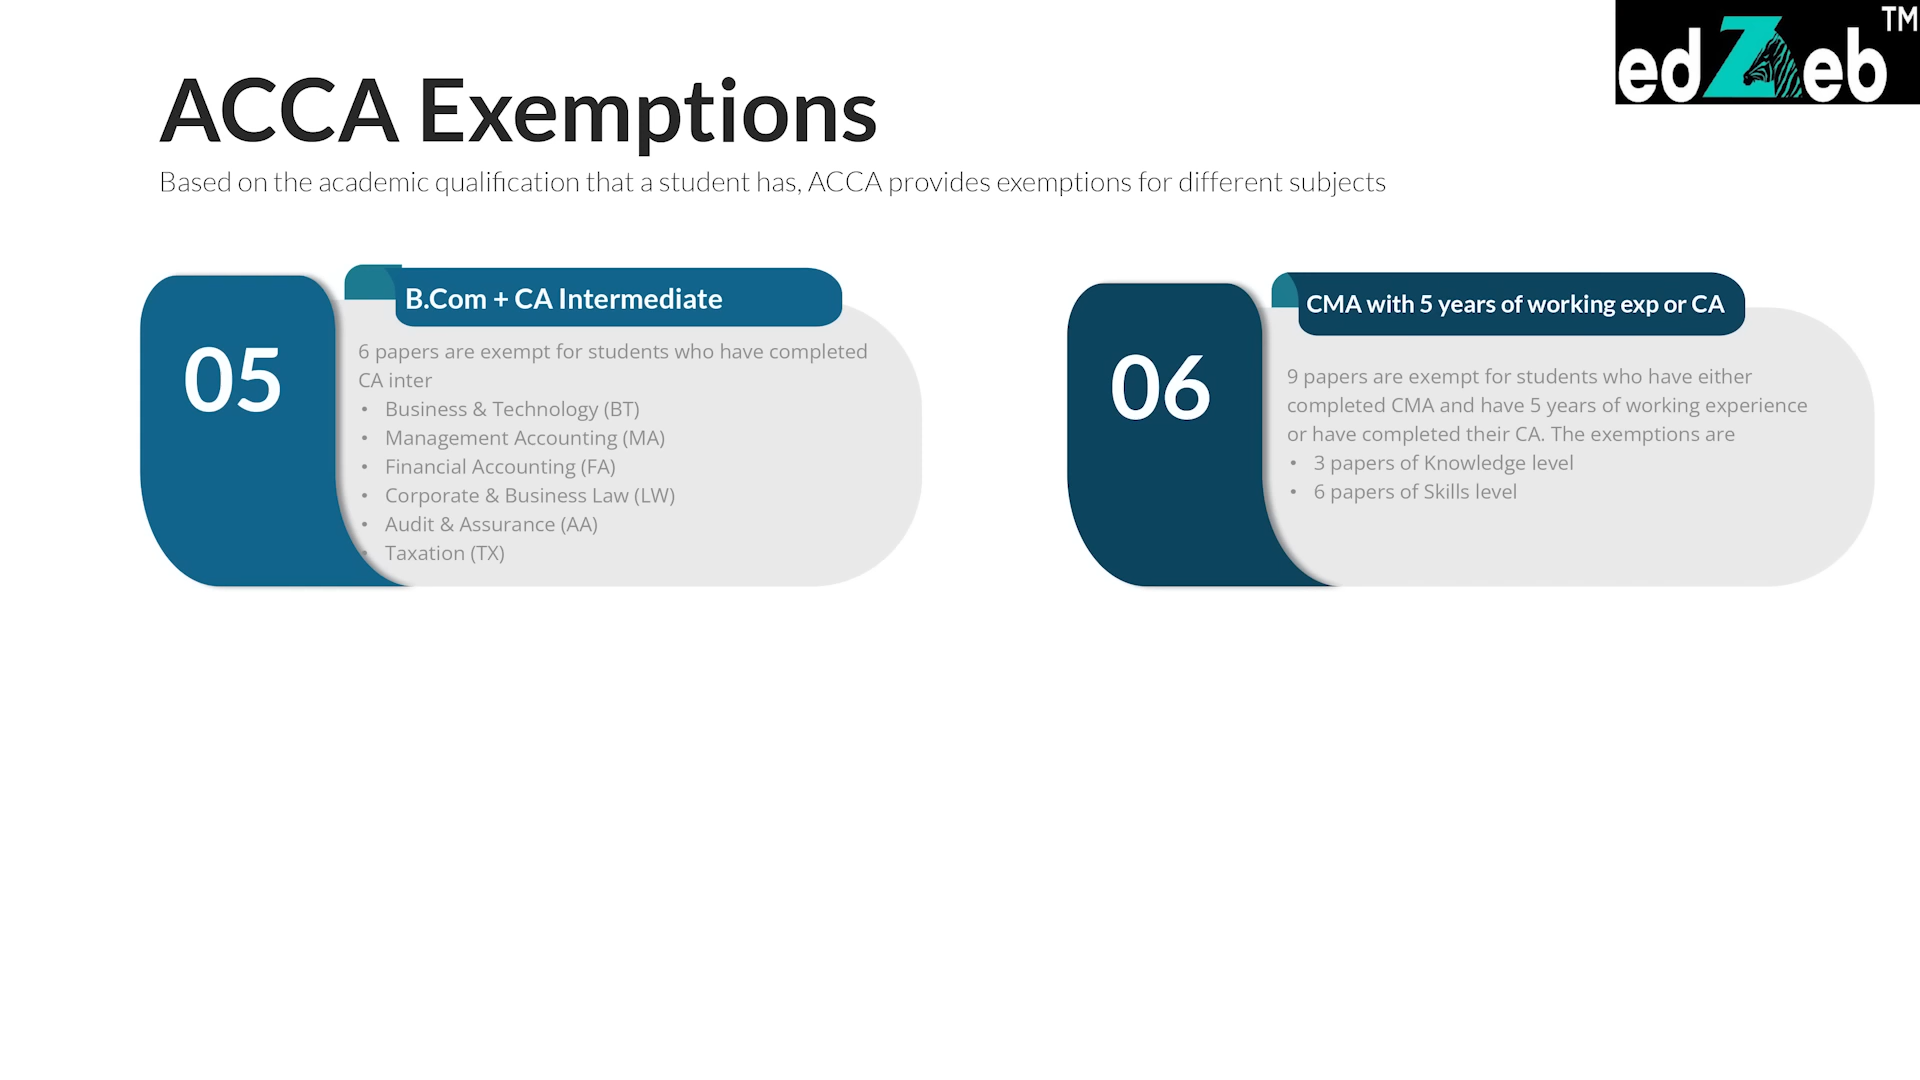 edZeb TM
ACCA Exemptions
Based on the academic qualification that a student has, ACCA provides exemptions for different subjects
05
B.Com + CA Intermediate
6 papers are exempt for students who have completed
CA inter
• Business & Technology (BT)
• Management Accounting (MA)
• Financial Accounting (FA)
• Corporate & Business Law (LW)
• Audit & Assurance (AA)
• Taxation (TX)
06
CMA with 5 years of working exp or CA
9 papers are exempt for students who have either
completed CMA and have 5 years of working experience
or have completed their CA. The exemptions are
• 3 papers of Knowledge level
• 6 papers of Skills level